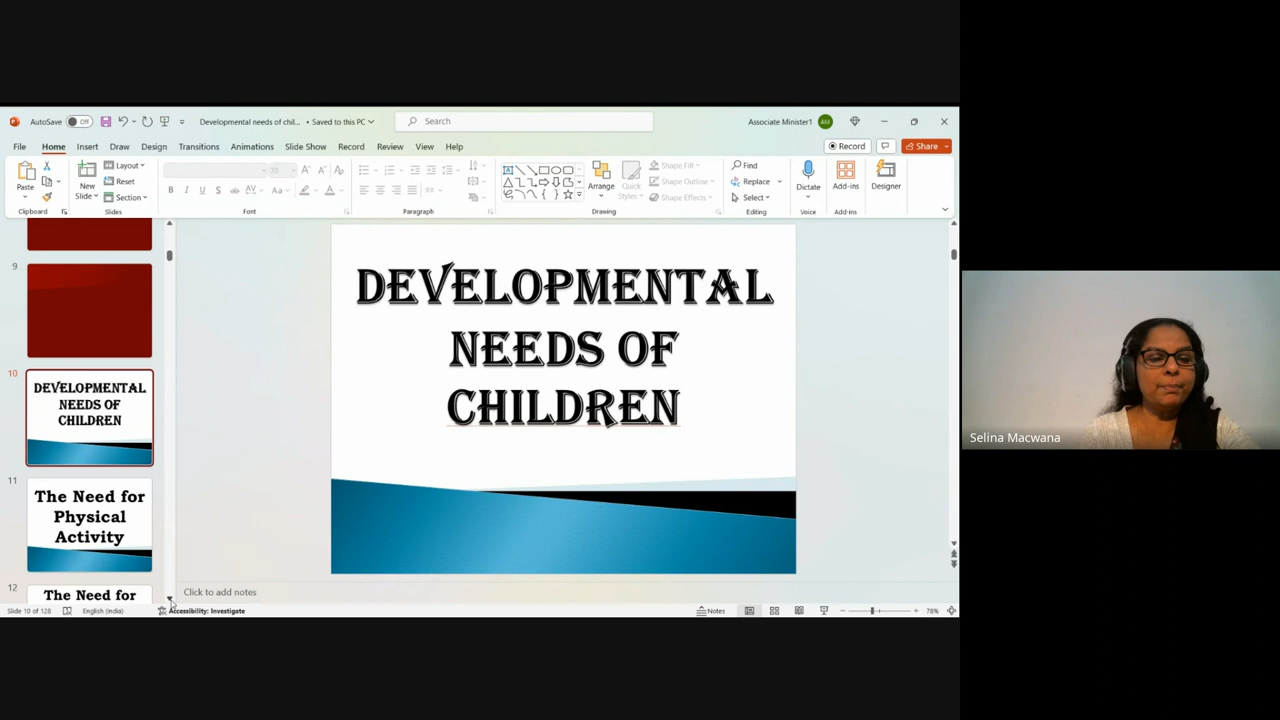 AutoSave Off Developmental needs of chil... • Saved to this PC Search Associate Minister1 AM
File Home Insert Draw Design Transitions Animations Slide Show Record Review View Help Record Share
Paste New Slide Layout Reset Section B I U S ab AV Aa A Arrange Quick Styles Shape Fill Shape Outline Shape Effects Find Replace Select Dictate Add-ins Designer
Clipboard Slides Font Paragraph Drawing Editing Voice Add-ins
9
10
DEVELOPMENTAL
NEEDS OF
CHILDREN
11
The Need for
Physical
Activity
12
The Need for
DEVELOPMENTAL
NEEDS OF
CHILDREN
Click to add notes
Slide 10 of 128 English (India) Accessibility: Investigate Notes 78%
Selina Macwana